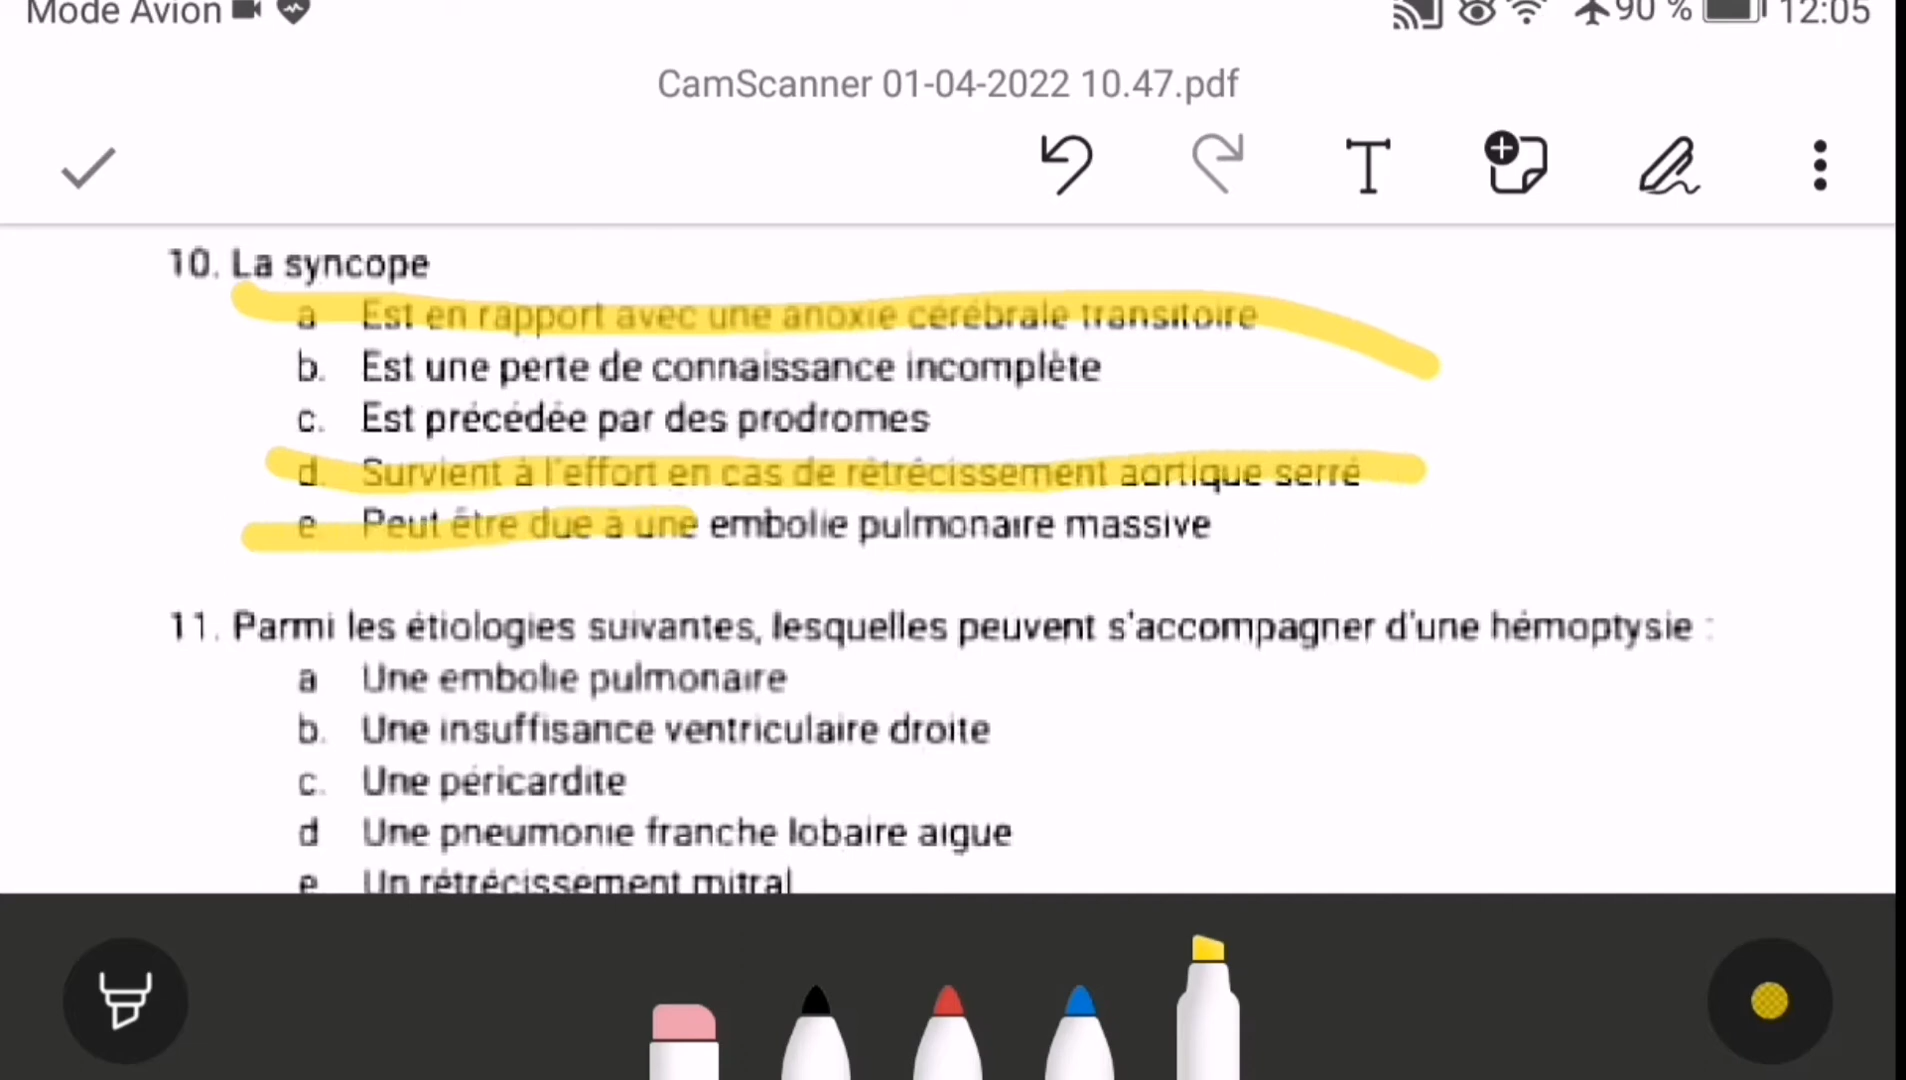 Mode Avion
90 %
12:05
CamScanner 01-04-2022 10.47.pdf
T
10. La syncope
a Est en rapport avec une anoxie cérébrale transitoire
b. Est une perte de connaissance incomplète
c. Est précédée par des prodromes
d. Survient à l'effort en cas de rétrécissement aortique serré
e Peut être due à une embolie pulmonaire massive
11. Parmi les étiologies suivantes, lesquelles peuvent s'accompagner d'une hémoptysie :
a Une embolie pulmonaire
b. Une insuffisance ventriculaire droite
c. Une péricardite
d Une pneumonie franche lobaire aigue
e Un rétrécissement mitral